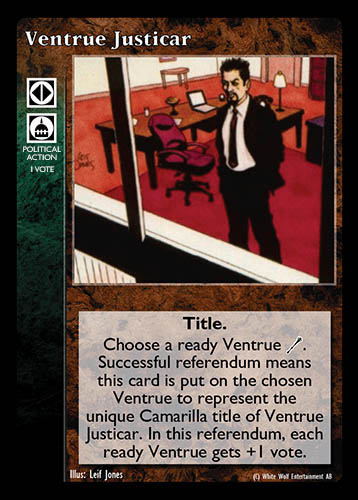 Ventrue Justicar
POLITICAL
ACTION
1 VOTE
Leif
Jones
Title.
Choose a ready Ventrue .
Successful referendum means
this card is put on the chosen
Ventrue to represent the
unique Camarilla title of Ventrue
Justicar. In this referendum, each
ready Ventrue gets +1 vote.
Illus: Leif Jones
(C) White Wolf Entertainment AB